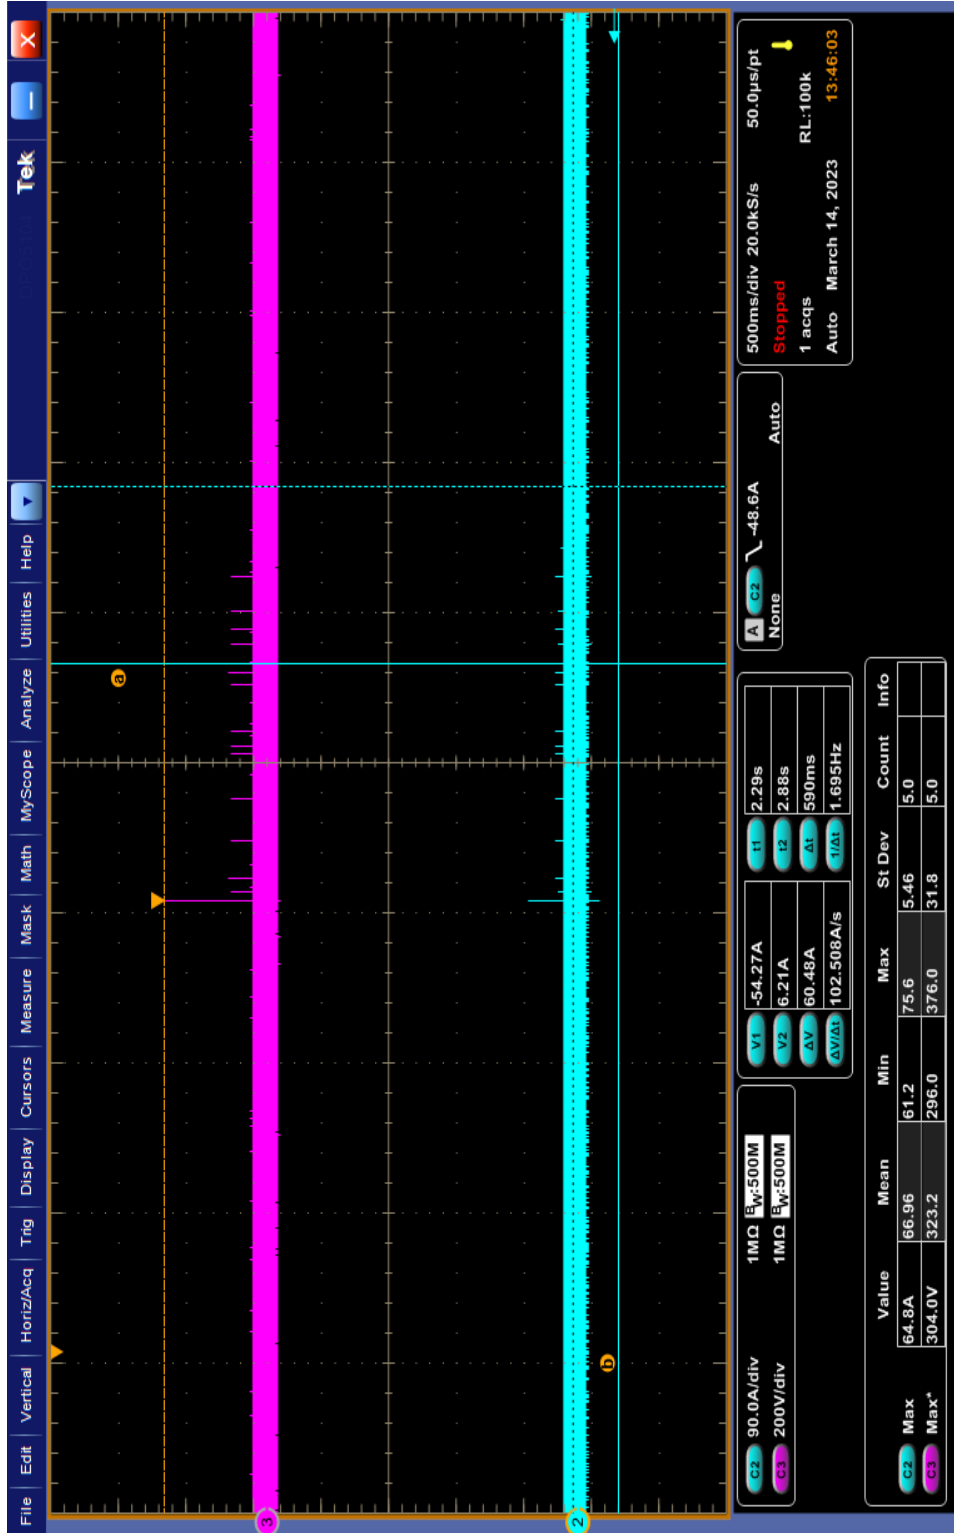 File Edit Vertical Horiz/Acq Trig Display Cursors Measure Mask Math MyScope Analyze Utilities Help Tek X
a
b
3
2
C2 90.0A/div 1MΩ BW:500M
C3 200V/div 1MΩ BW:500M
V1 -54.27A t1 2.29s
V2 6.21A t2 2.88s
ΔV 60.48A Δt 590ms
ΔV/Δt 102.508A/s 1/Δt 1.695Hz
A C2 -48.6A
None Auto
500ms/div 20.0kS/s 50.0µs/pt
Stopped
1 acqs RL:100k
Auto March 14, 2023 13:46:03
Value Mean Min Max St Dev Count Info
C2 Max 64.8A 66.96 61.2 75.6 5.46 5.0
C3 Max* 304.0V 323.2 296.0 376.0 31.8 5.0